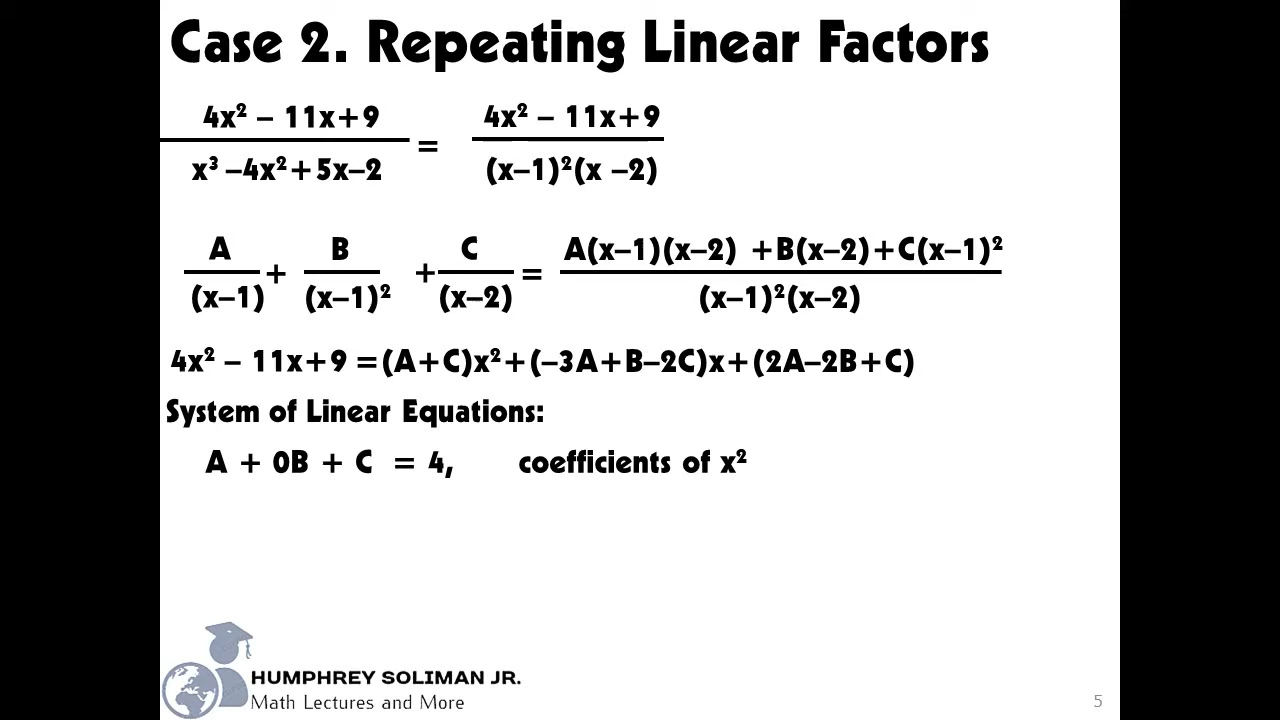 Case 2. Repeating Linear Factors
4x² – 11x+9
x³ –4x²+5x–2
=
4x² – 11x+9
(x–1)²(x –2)
A
(x–1)
+
B
(x–1)²
+
C
(x–2)
=
A(x–1)(x–2) +B(x–2)+C(x–1)²
(x–1)²(x–2)
4x² – 11x+9 =(A+C)x²+(–3A+B–2C)x+(2A–2B+C)
System of Linear Equations:
A + 0B + C = 4, coefficients of x²
HUMPHREY SOLIMAN JR.
Math Lectures and More
5